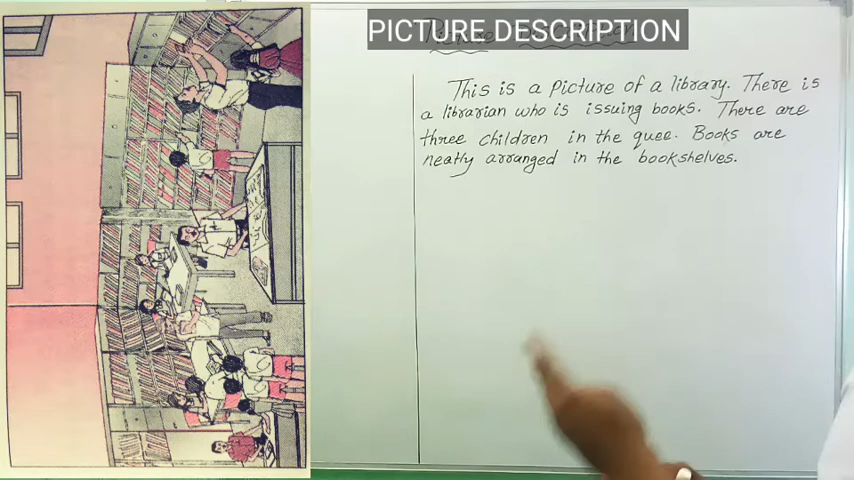 PICTURE DESCRIPTION
This is a picture of a library. There is
a librarian who is issuing books. There are
three children in the quee. Books are
neatly arranged in the bookshelves.